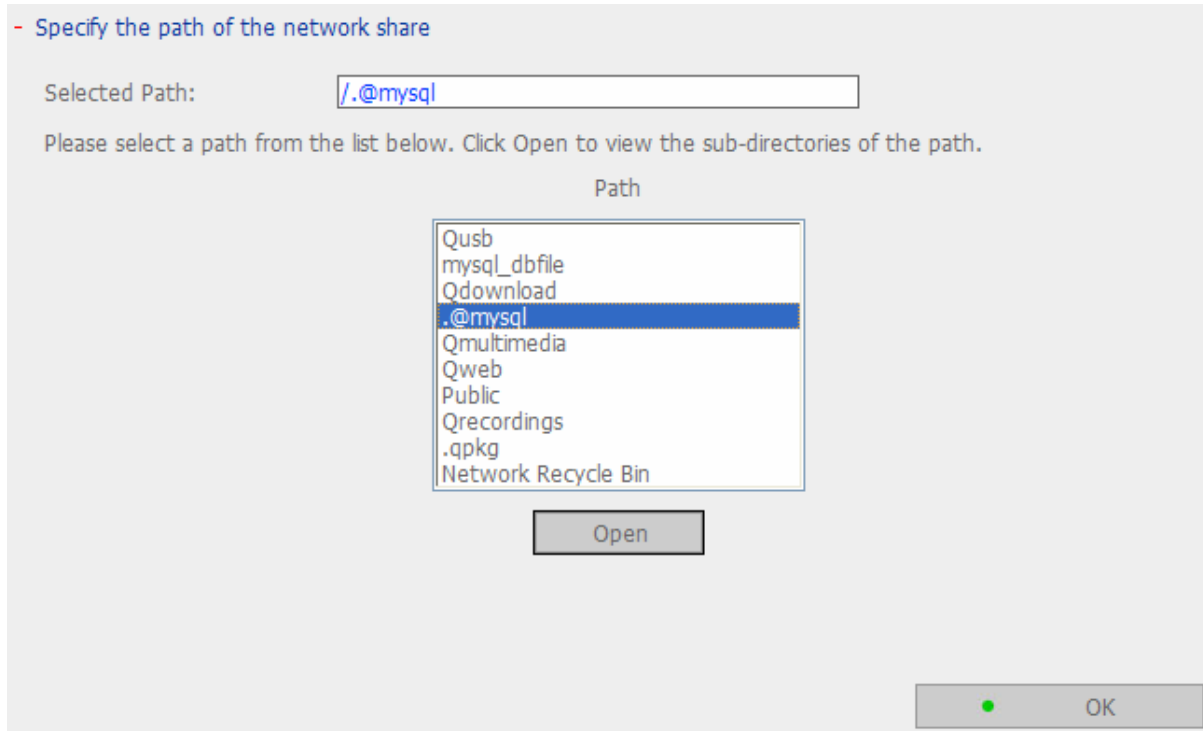 - Specify the path of the network share
Selected Path: /.@mysql
Please select a path from the list below. Click Open to view the sub-directories of the path.
Path
Qusb
mysql_dbfile
Qdownload
.@mysql
Qmultimedia
Qweb
Public
Qrecordings
.qpkg
Network Recycle Bin
Open
OK